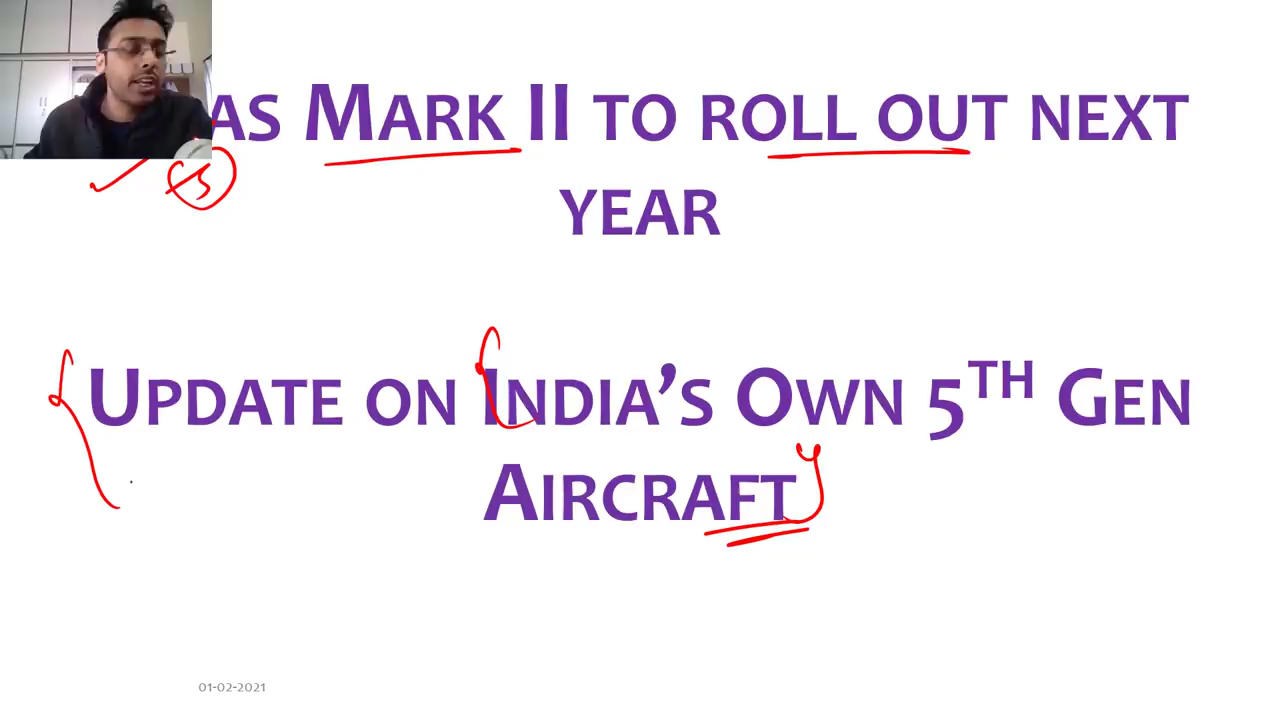 AS MARK II TO ROLL OUT NEXT
YEAR
UPDATE ON INDIA'S OWN 5TH GEN
AIRCRAFT
01-02-2021